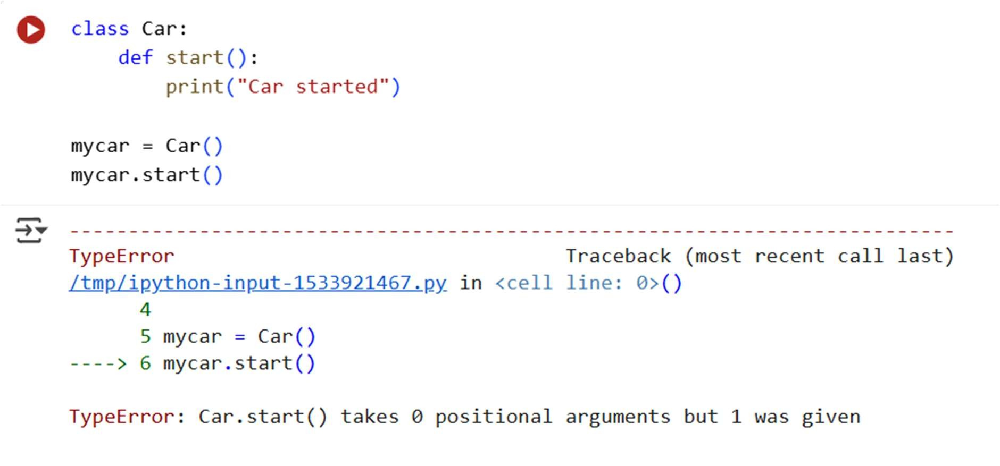 class Car:
    def start():
        print("Car started")
mycar = Car()
mycar.start()
---------------------------------------------------------------------------
TypeError                                 Traceback (most recent call last)
/tmp/ipython-input-1533921467.py in <cell line: 0>()
      4
      5 mycar = Car()
----> 6 mycar.start()
TypeError: Car.start() takes 0 positional arguments but 1 was given